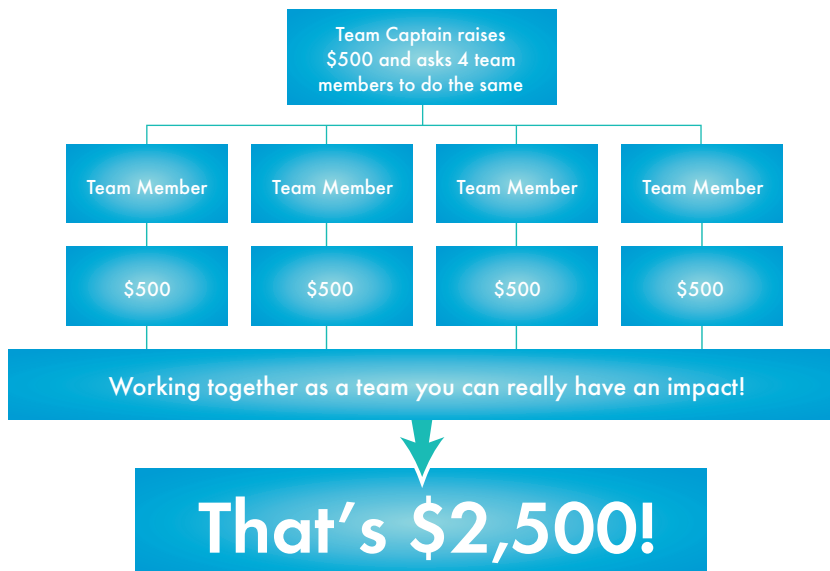 Team Captain raises
$500 and asks 4 team
members to do the same
Team Member
Team Member
Team Member
Team Member
$500
$500
$500
$500
Working together as a team you can really have an impact!
That's $2,500!